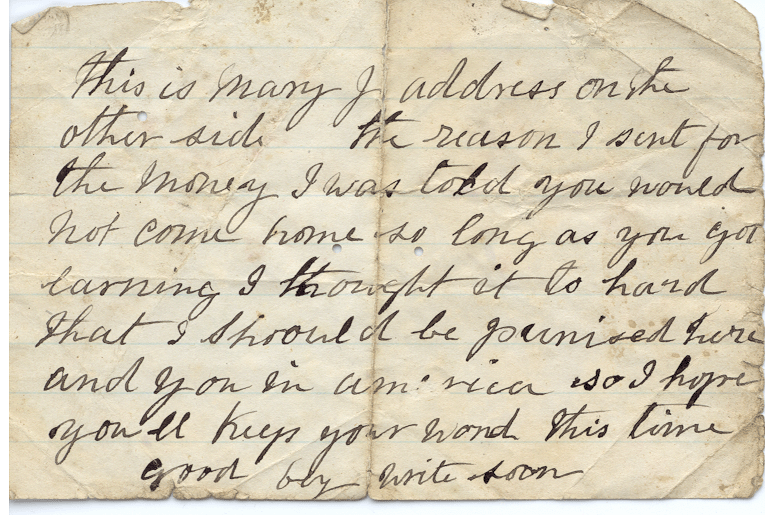 this is Mary J address on the
other side the reason I sent for
the money I was told you would
not come home so long as you got
earning I thought it to hard
that I shoould be punised here
and you in america so I hope
you'll keep your word this time
good bey write soon